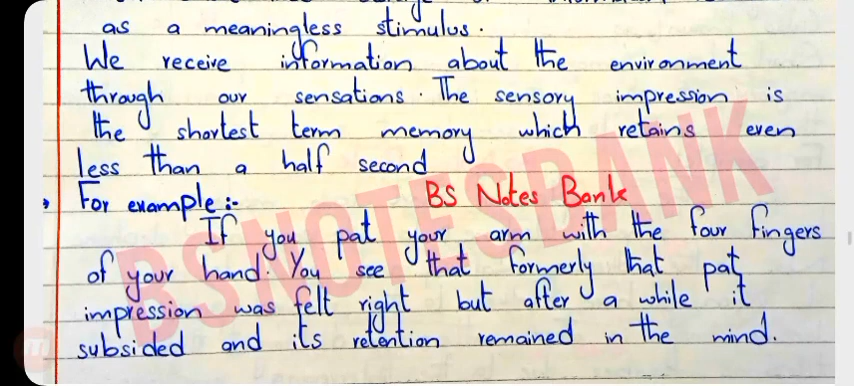 as a meaningless stimulus.
We receive information about the environment
through our sensations. The sensory impression is
the shortest term memory which retains even
less than a half second
For example :-
BS Notes Bank
If you pat your arm with the four fingers
of your hand. You see that formerly that pat
impression was felt right but after a while it
subsided and its retention remained in the mind.
BSNOTESBANK